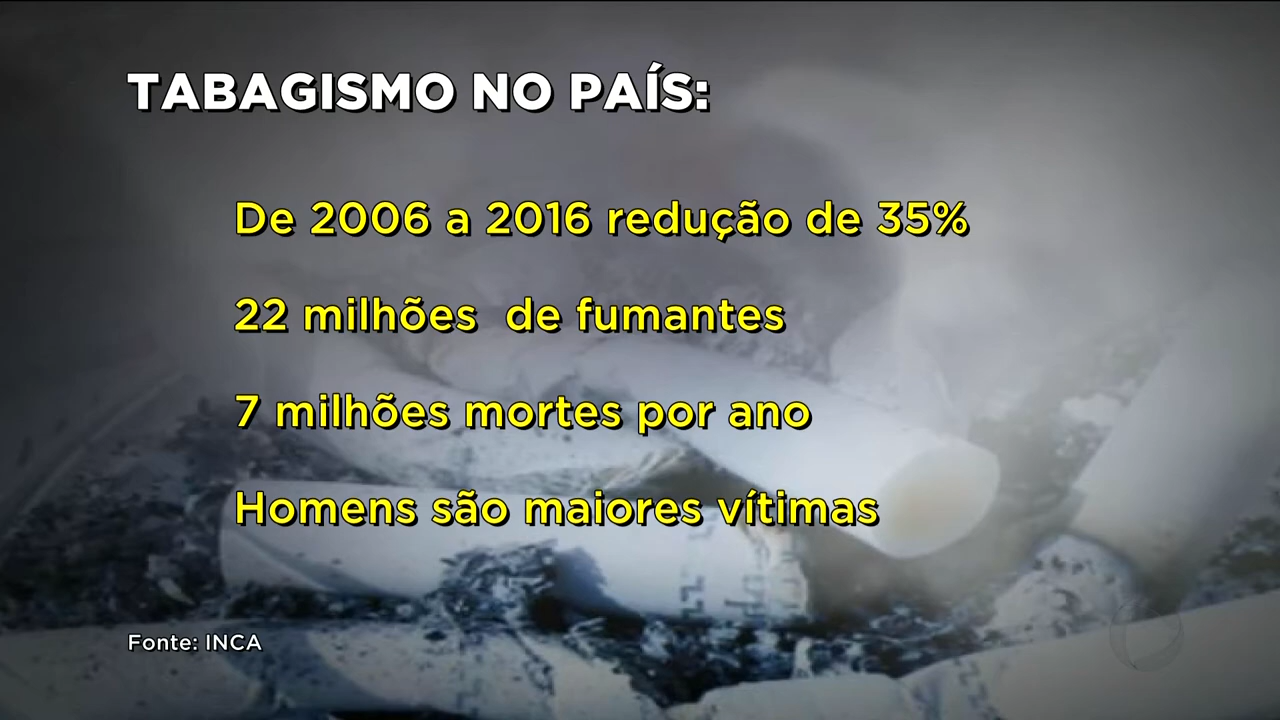 TABAGISMO NO PAÍS:
De 2006 a 2016 redução de 35%
22 milhões de fumantes
7 milhões mortes por ano
Homens são maiores vítimas
Fonte: INCA